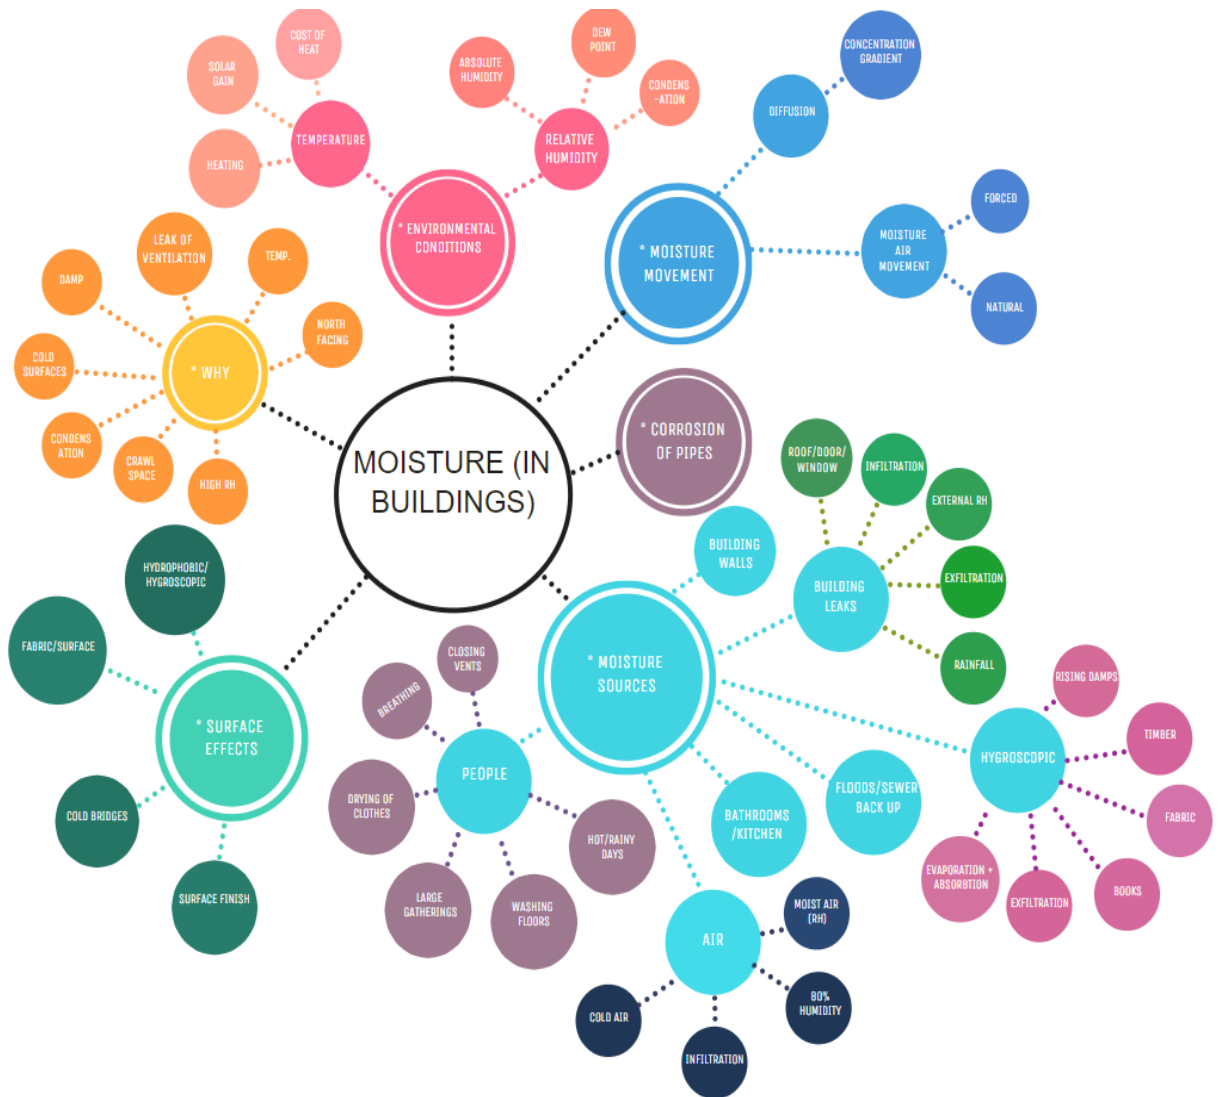 COST OF
HEAT
SOLAR
GAIN
HEATING
TEMPERATURE
ABSOLUTE
HUMIDITY
DEW
POINT
CONDENS
-ATION
RELATIVE
HUMIDITY
* ENVIRONMENTAL
CONDITIONS
CONCENTRATION
GRADIENT
DIFFUSION
* MOISTURE
MOVEMENT
MOISTURE
AIR
MOVEMENT
FORCED
NATURAL
LEAK OF
VENTILATION
TEMP.
DAMP
NORTH
FACING
COLD
SURFACES
* WHY
CONDENS
ATION
CRAWL
SPACE
HIGH RH
MOISTURE (IN
BUILDINGS)
* CORROSION
OF PIPES
HYDROPHOBIC/
HYGROSCOPIC
FABRIC/SURFACE
* SURFACE
EFFECTS
COLD BRIDGES
SURFACE FINISH
* MOISTURE
SOURCES
BUILDING
WALLS
BUILDING
LEAKS
ROOF/DOOR/
WINDOW
INFILTRATION
EXTERNAL RH
EXFILTRATION
RAINFALL
HYGROSCOPIC
RISING DAMPS
TIMBER
FABRIC
BOOKS
EXFILTRATION
EVAPORATION +
ABSORBTION
FLOODS/SEWER
BACK UP
BATHROOMS
/KITCHEN
PEOPLE
CLOSING
VENTS
BREATHING
DRYING OF
CLOTHES
LARGE
GATHERINGS
WASHING
FLOORS
HOT/RAINY
DAYS
AIR
MOIST AIR
(RH)
80%
HUMIDITY
INFILTRATION
COLD AIR